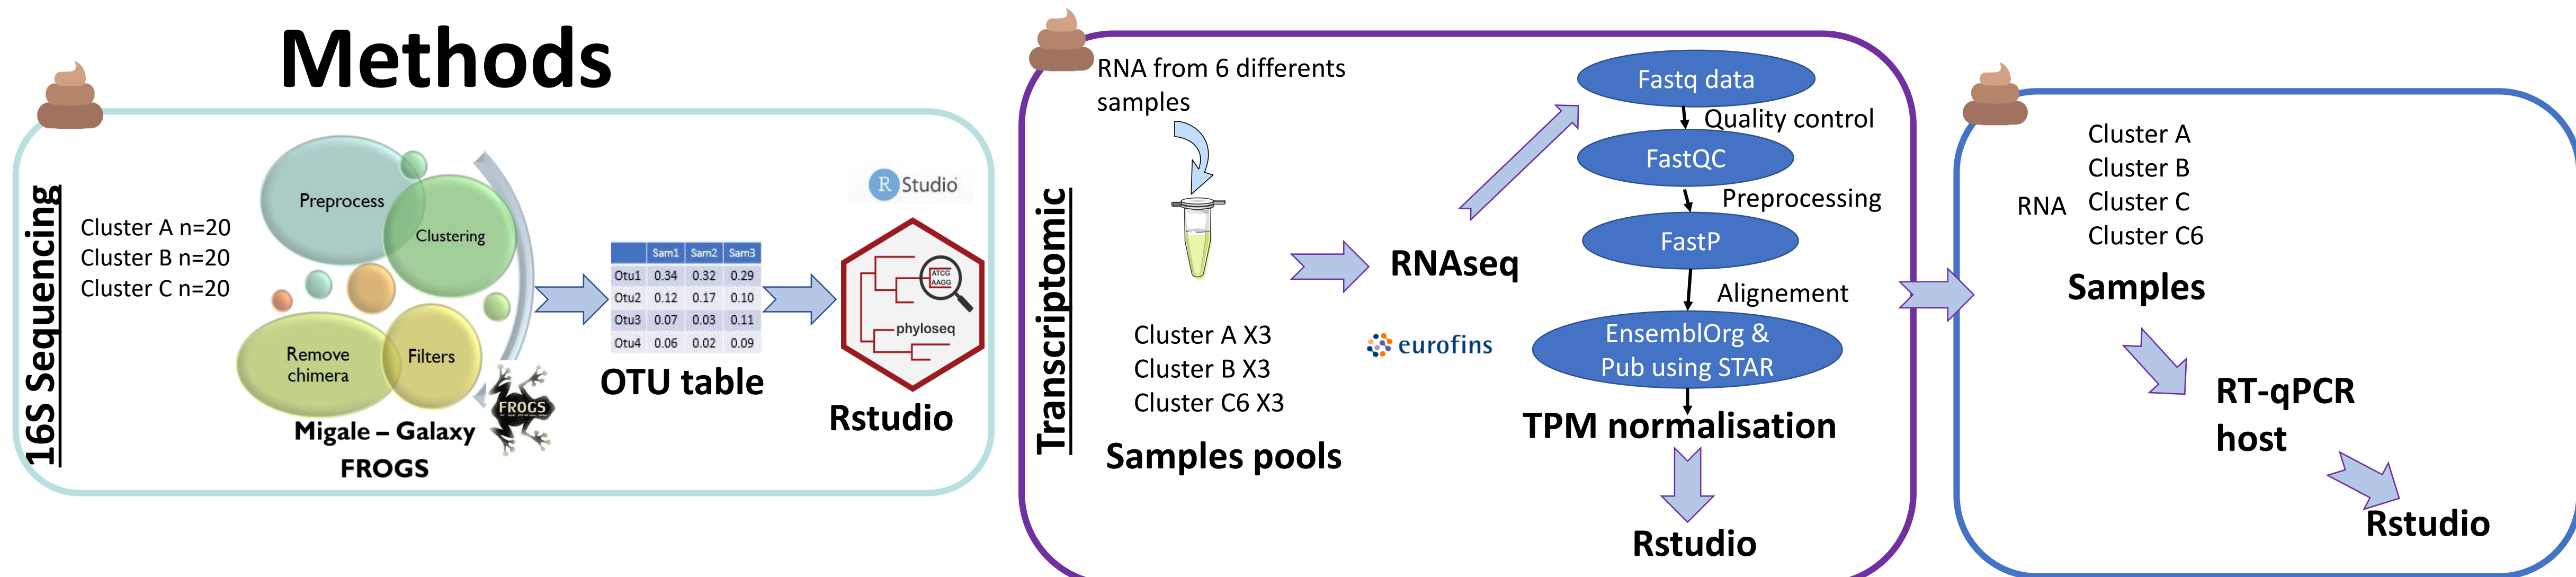 Methods
16S Sequencing
Cluster A n=20
Cluster B n=20
Cluster C n=20
Preprocess
Clustering
Remove
chimera
Filters
FROGS
Migale – Galaxy
FROGS
Sam1 Sam2 Sam3
Otu1 0.34 0.32 0.29
Otu2 0.12 0.17 0.10
Otu3 0.07 0.03 0.11
Otu4 0.06 0.02 0.09
OTU table
R Studio
ATCG
AAGG
phyloseq
Rstudio
Transcriptomic
RNA from 6 differents
samples
Cluster A X3
Cluster B X3
Cluster C6 X3
Samples pools
RNAseq
eurofins
Fastq data
Quality control
FastQC
Preprocessing
FastP
Alignement
EnsemblOrg &
Pub using STAR
TPM normalisation
Rstudio
RNA
Cluster A
Cluster B
Cluster C
Cluster C6
Samples
RT-qPCR
host
Rstudio